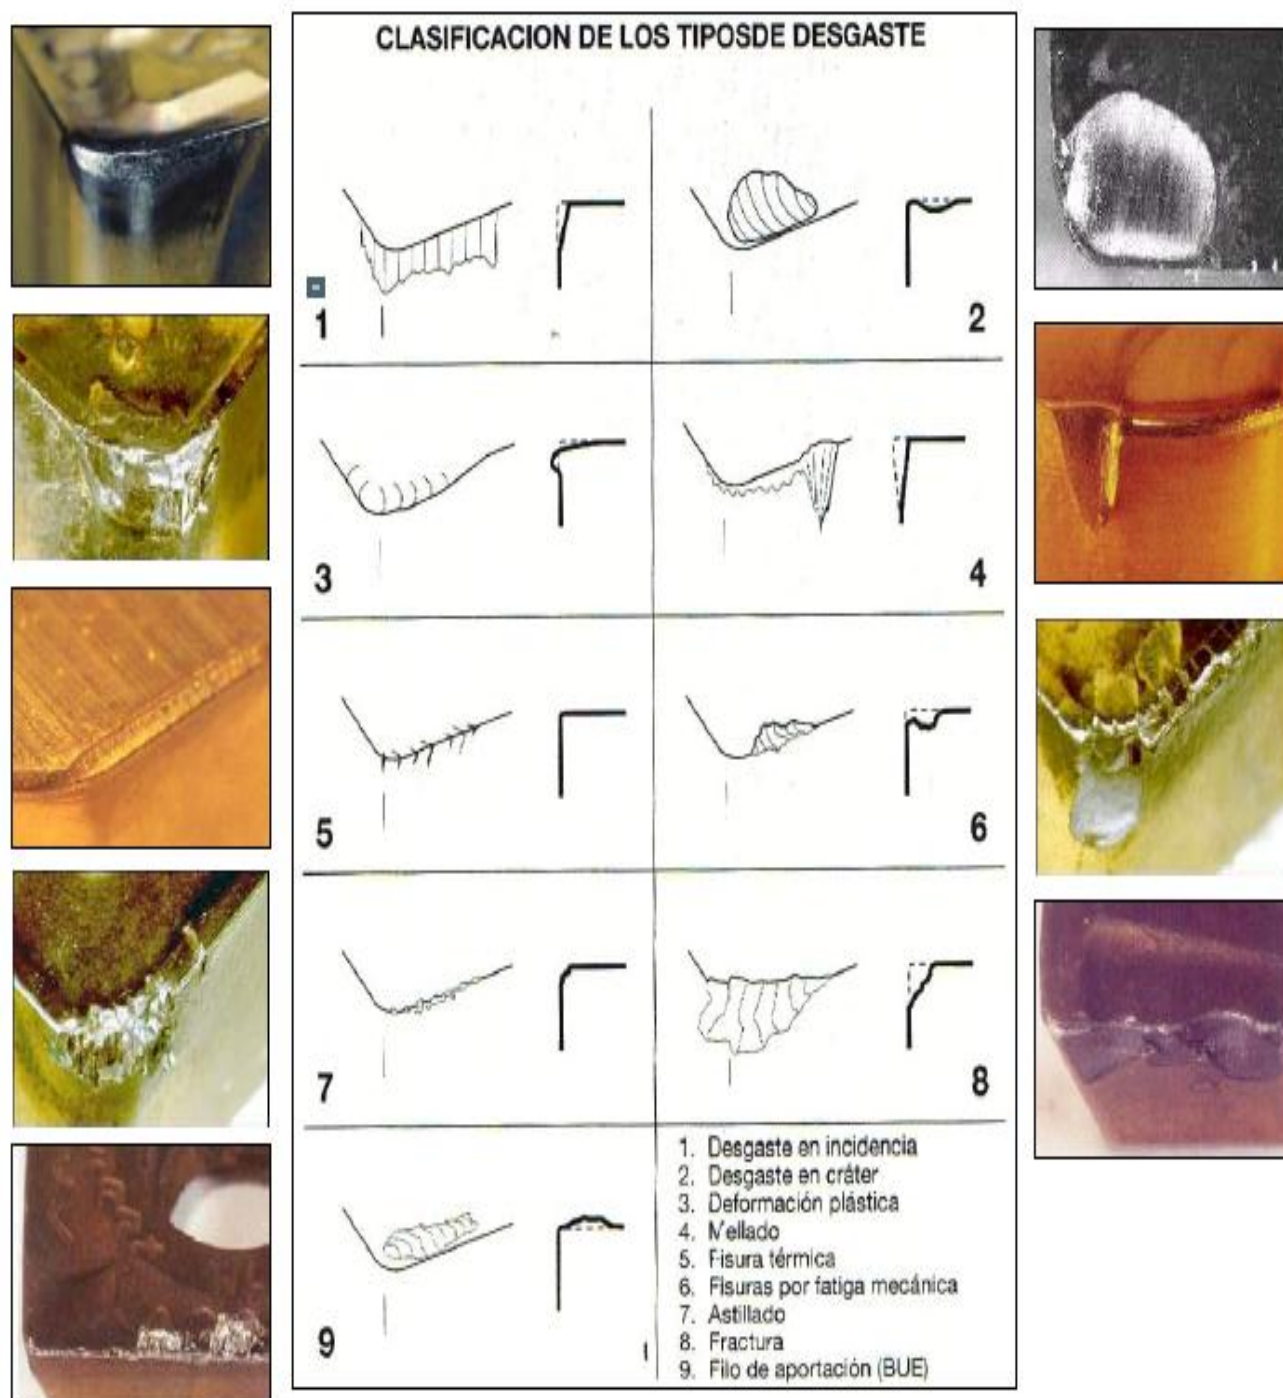 CLASIFICACION DE LOS TIPOSDE DESGASTE
1
2
3
4
5
6
7
8
9
1. Desgaste en incidencia
2. Desgaste en cráter
3. Deformación plástica
4. Mellado
5. Fisura térmica
6. Fisuras por fatiga mecánica
7. Astillado
8. Fractura
9. Filo de aportación (BUE)